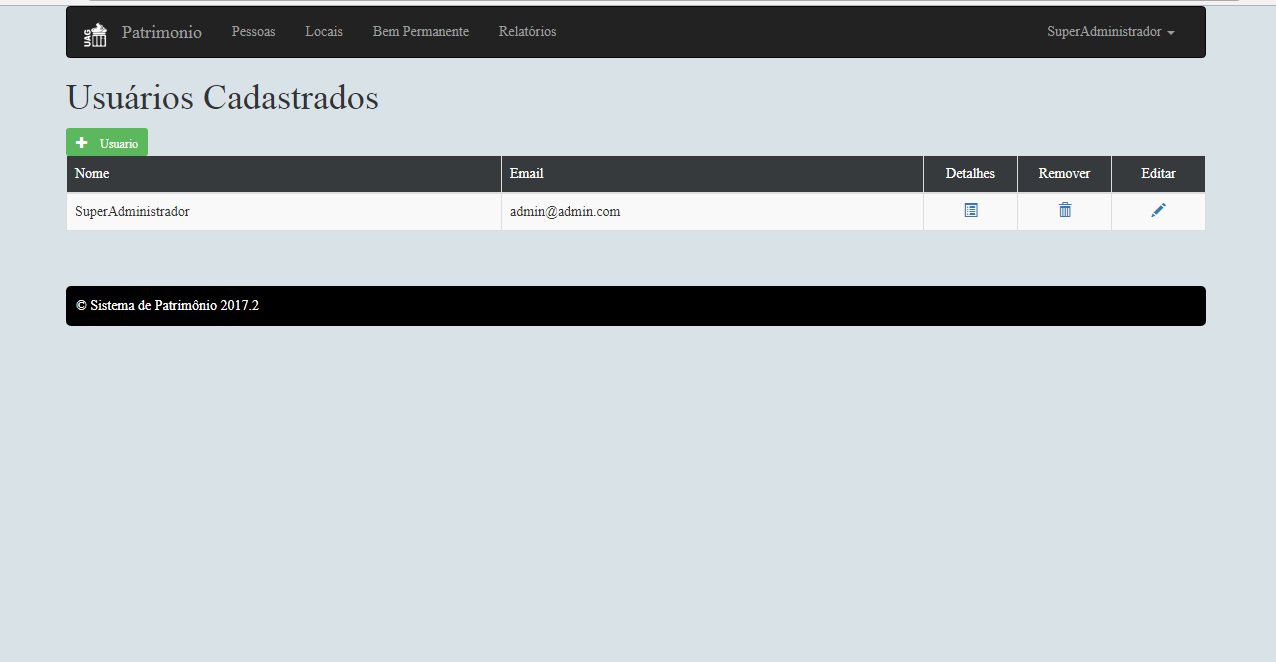 UAG Patrimonio Pessoas Locais Bem Permanente Relatórios SuperAdministrador
Usuários Cadastrados
Usuario
Nome Email Detalhes Remover Editar
SuperAdministrador admin@admin.com
© Sistema de Patrimônio 2017.2